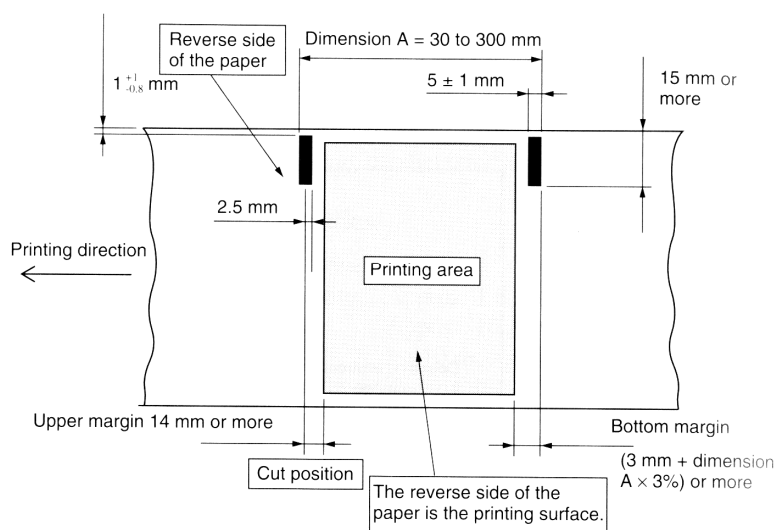 Reverse side
of the paper
Dimension A = 30 to 300 mm
1 +1 -0.8 mm
5 ± 1 mm
15 mm or
more
2.5 mm
Printing direction
Printing area
Upper margin 14 mm or more
Bottom margin
Cut position
(3 mm + dimension
A × 3%) or more
The reverse side of the
paper is the printing surface.